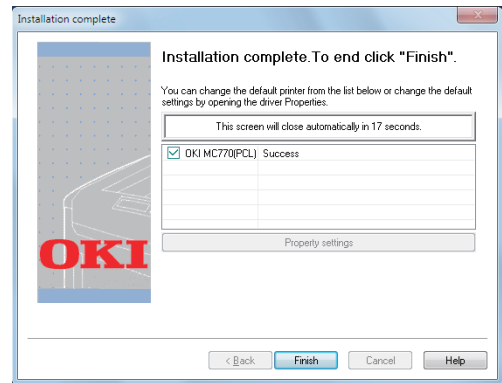 Installation complete
Installation complete.To end click "Finish".
You can change the default printer from the list below or change the default
settings by opening the driver Properties.
This screen will close automatically in 17 seconds.
OKI MC770(PCL) Success
Property settings
OKI
< Back Finish Cancel Help